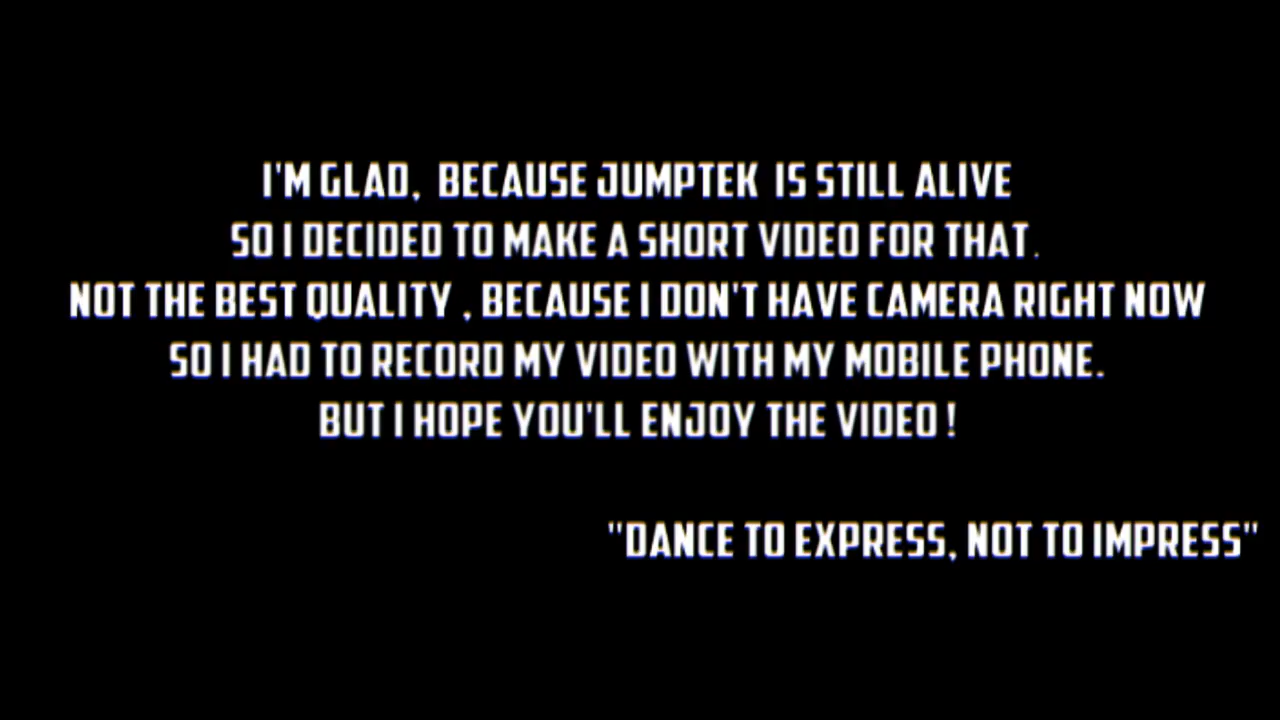 I'M GLAD, BECAUSE JUMPTEK IS STILL ALIVE
SO I DECIDED TO MAKE A SHORT VIDEO FOR THAT.
NOT THE BEST QUALITY , BECAUSE I DON'T HAVE CAMERA RIGHT NOW
SO I HAD TO RECORD MY VIDEO WITH MY MOBILE PHONE.
BUT I HOPE YOU'LL ENJOY THE VIDEO !
"DANCE TO EXPRESS, NOT TO IMPRESS"